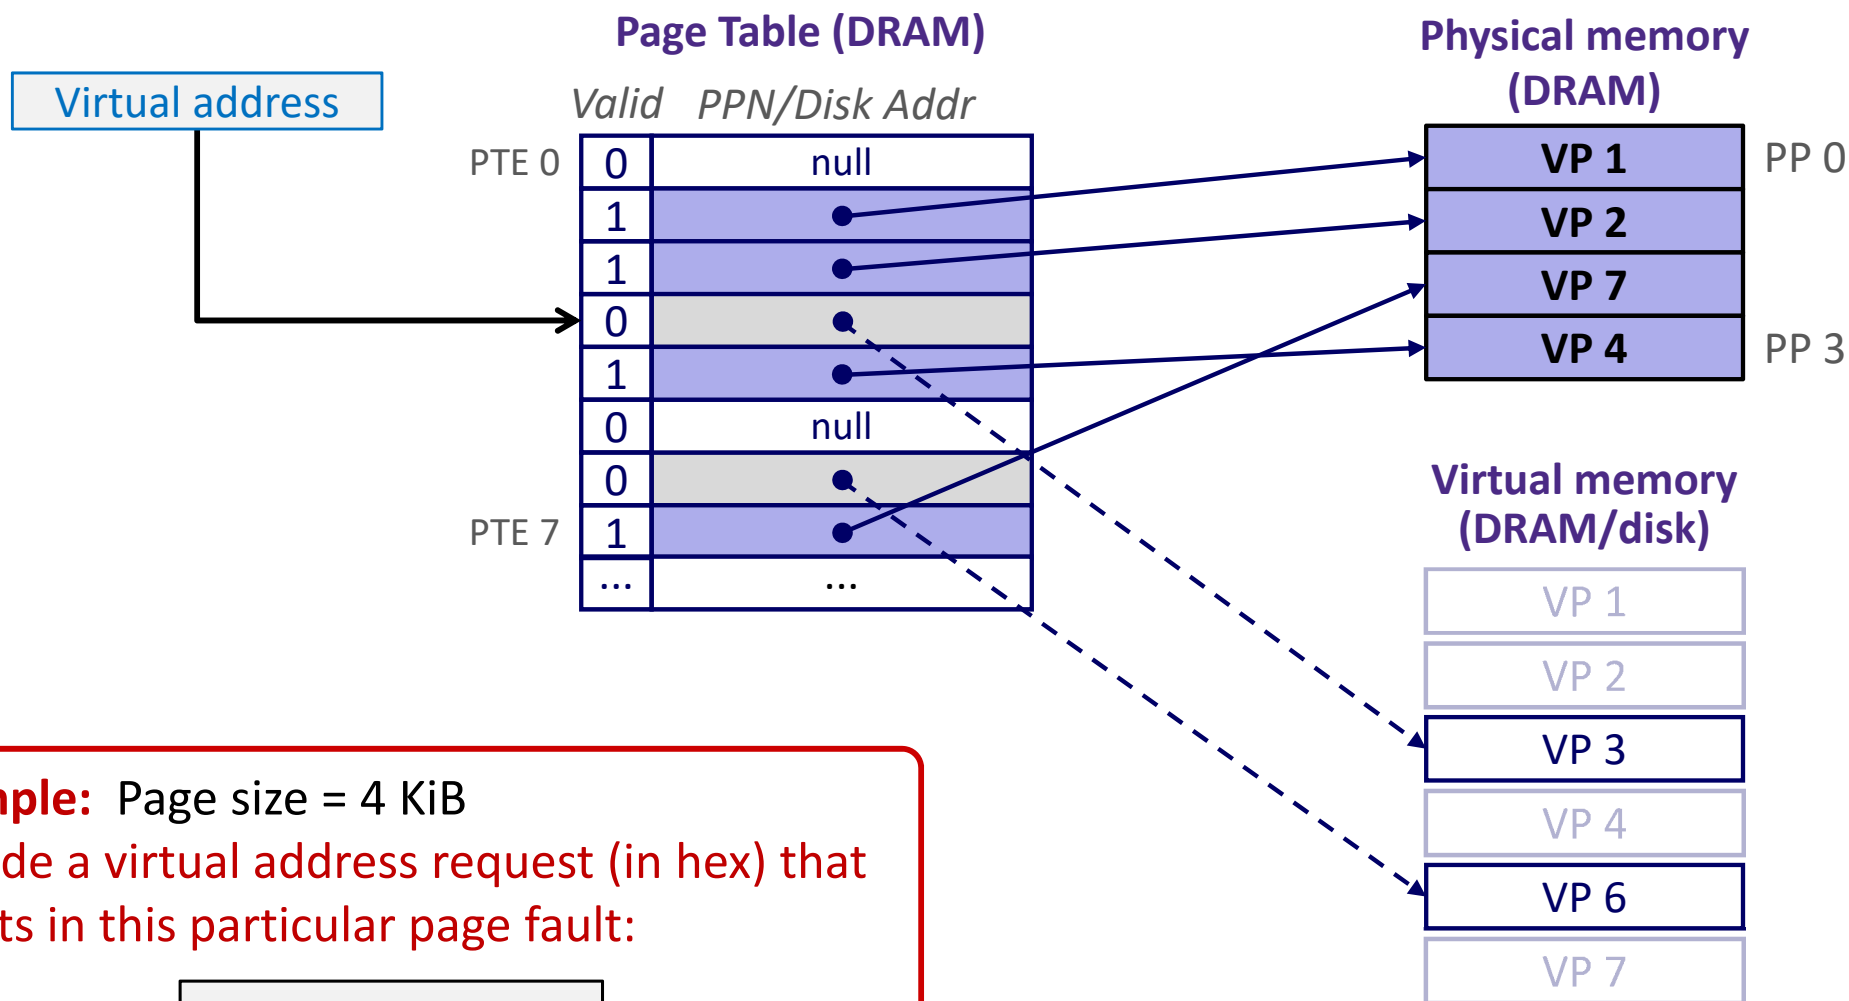 Page Table (DRAM)
Physical memory
(DRAM)
Virtual address
Valid PPN/Disk Addr
PTE 0 0 null
1
1
0
1
0 null
0
PTE 7 1
... ...
VP 1 PP 0
VP 2
VP 7
VP 4 PP 3
Virtual memory
(DRAM/disk)
VP 1
VP 2
VP 3
VP 4
VP 6
VP 7
mple: Page size = 4 KiB
de a virtual address request (in hex) that
ts in this particular page fault: